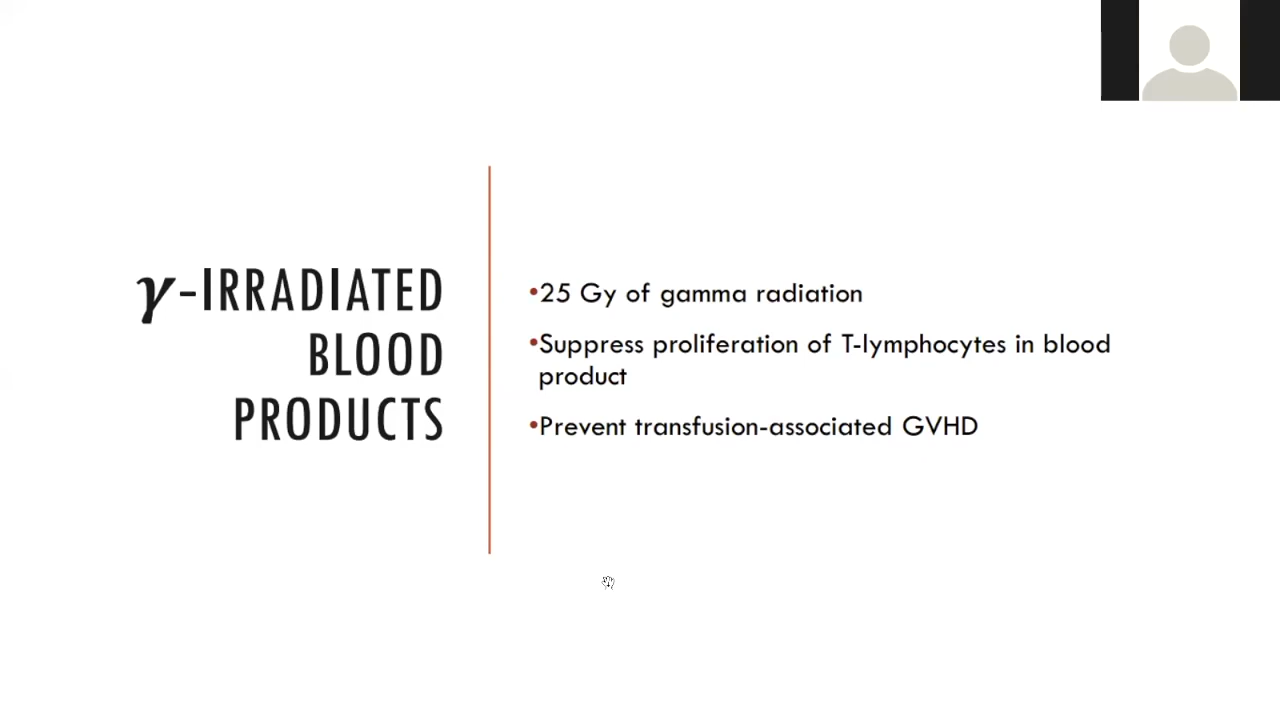 γ-IRRADIATED
BLOOD
PRODUCTS
•25 Gy of gamma radiation
•Suppress proliferation of T-lymphocytes in blood
product
•Prevent transfusion-associated GVHD